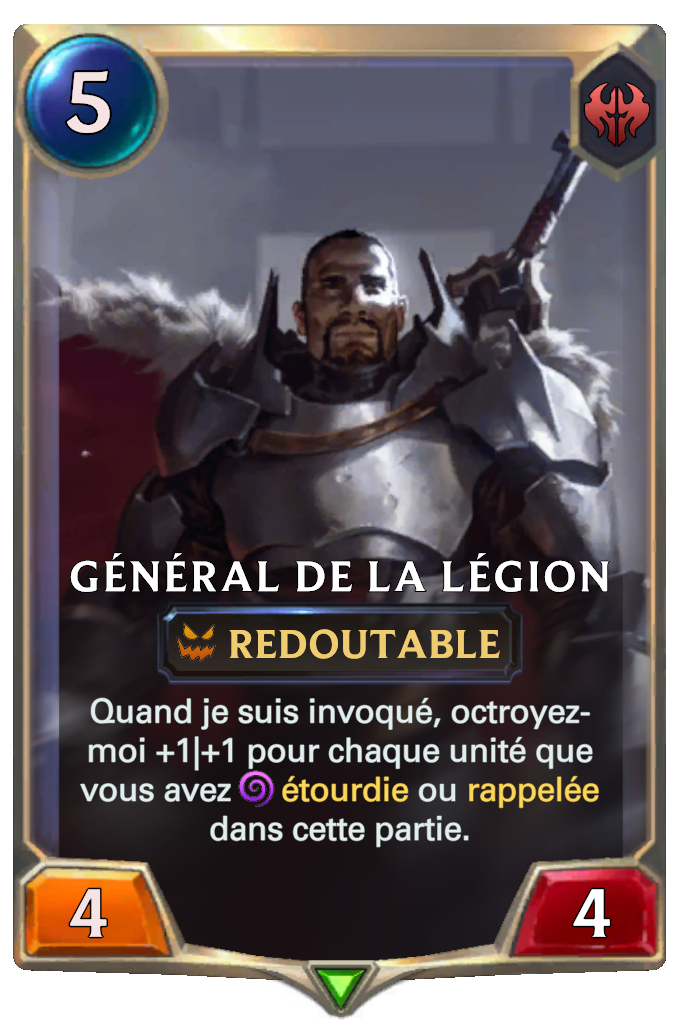 5
GÉNÉRAL DE LA LÉGION
REDOUTABLE
Quand je suis invoqué, octroyez-
moi +1|+1 pour chaque unité que
vous avez étourdie ou rappelée
dans cette partie.
4 4